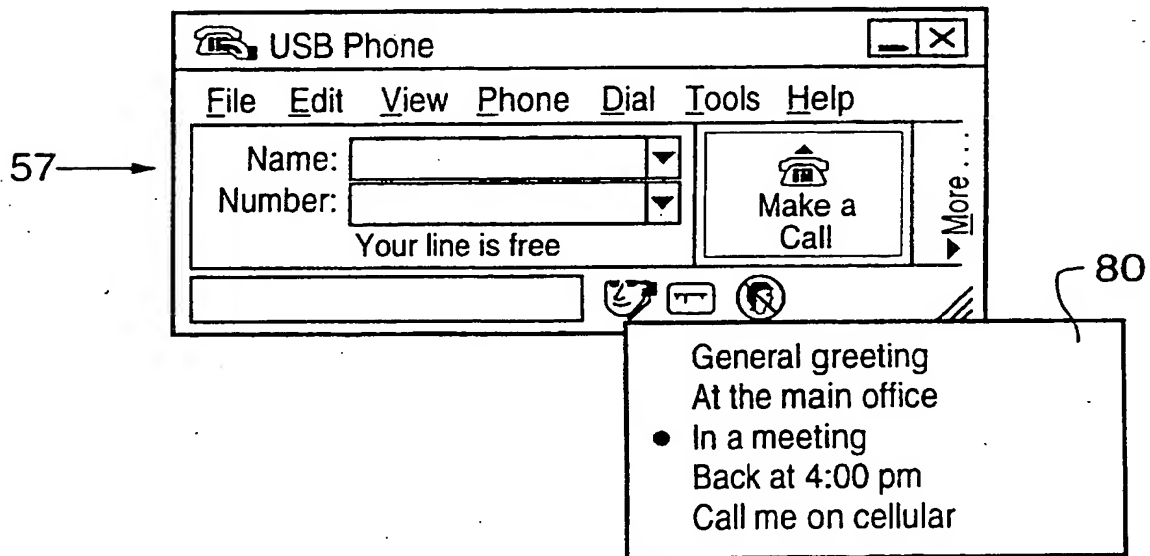 USB Phone
File Edit View Phone Dial Tools Help
57
Name:
Number:
Your line is free
Make a
Call
More...
80
General greeting
At the main office
• In a meeting
Back at 4:00 pm
Call me on cellular